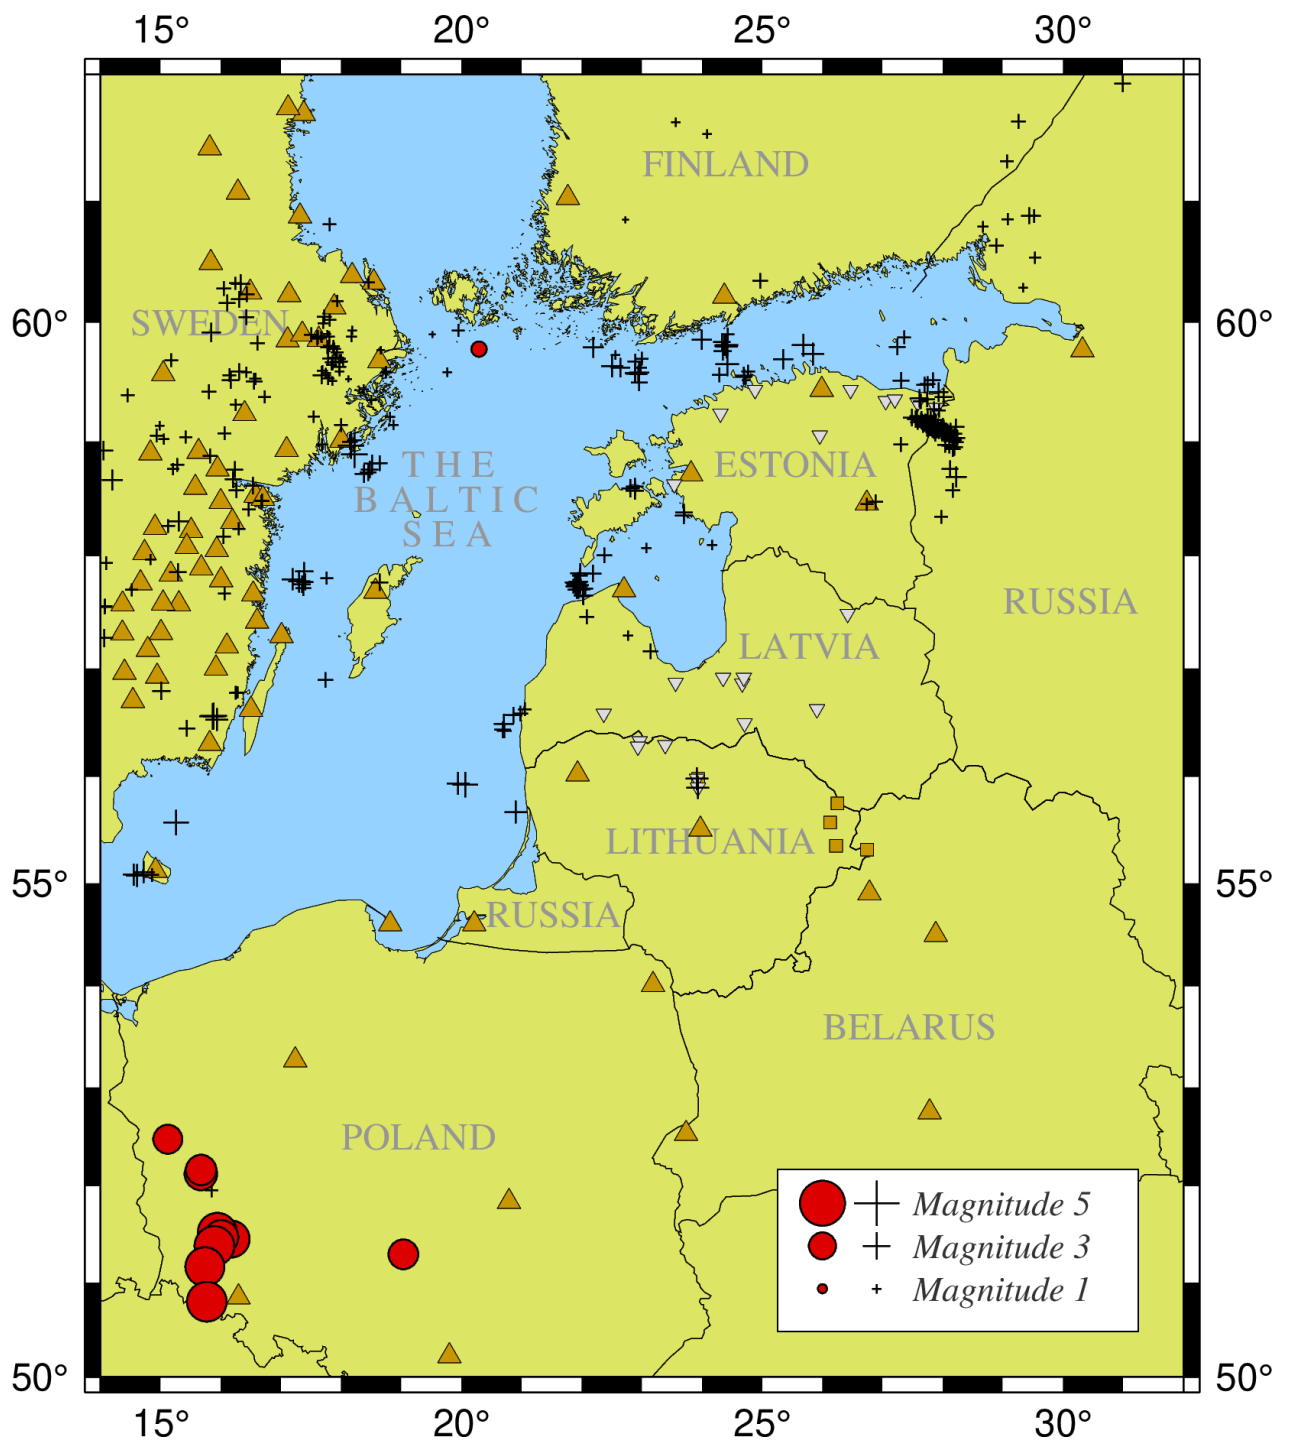 15° 20° 25° 30°
FINLAND
60° SWEDEN 60°
THE
BALTIC
SEA
ESTONIA
RUSSIA
LATVIA
LITHUANIA
55° 55°
RUSSIA
BELARUS
POLAND
Magnitude 5
Magnitude 3
Magnitude 1
50° 50°
15° 20° 25° 30°